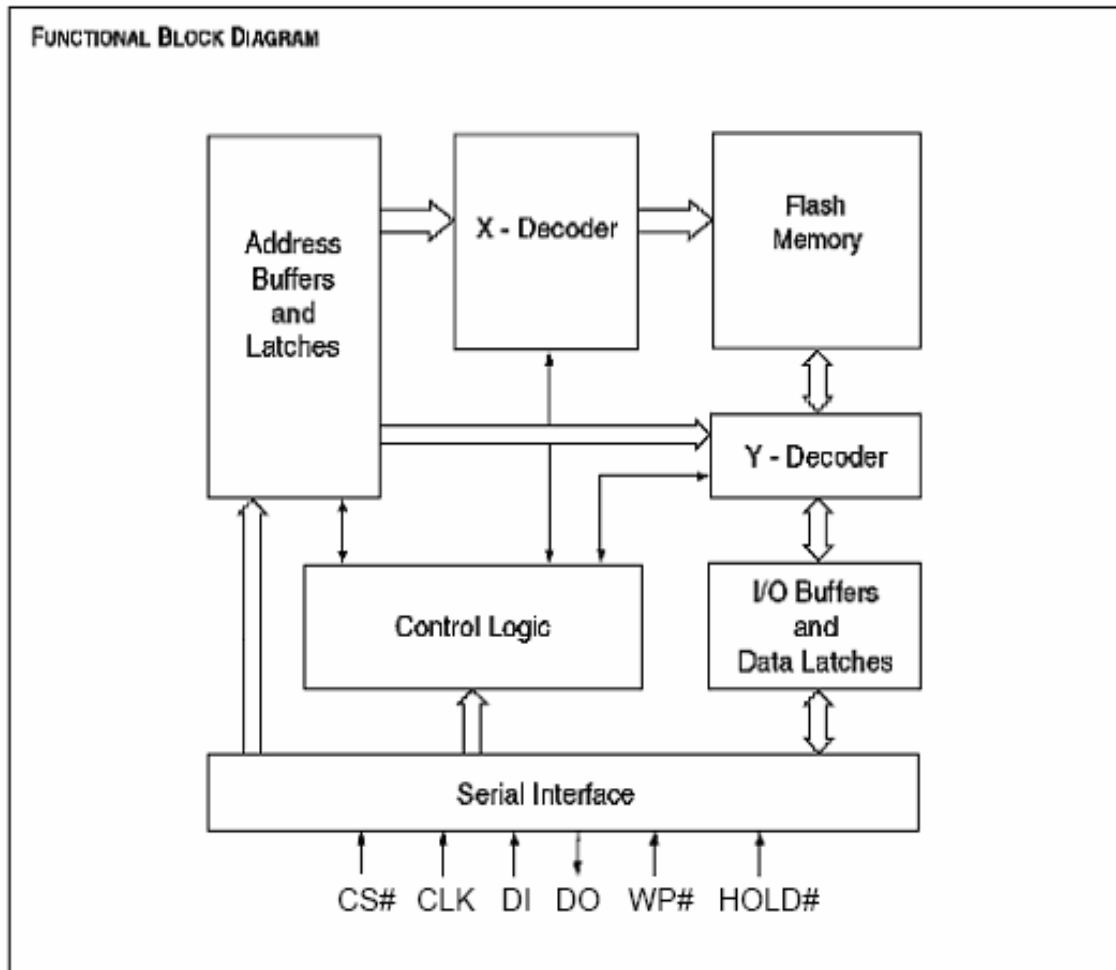 FUNCTIONAL BLOCK DIAGRAM
Address
Buffers
and
Latches
X - Decoder
Flash
Memory
Y - Decoder
Control Logic
I/O Buffers
and
Data Latches
Serial Interface
CS# CLK DI DO WP# HOLD#